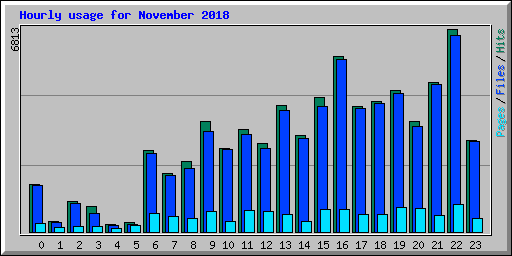 Hourly usage for November 2018
6813
Pages/Files/Hits
0 1 2 3 4 5 6 7 8 9 10 11 12 13 14 15 16 17 18 19 20 21 22 23